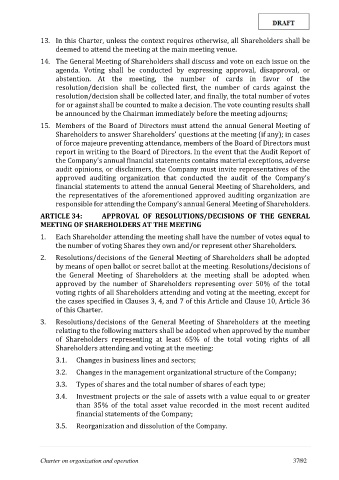 DRAFT
13. In this Charter, unless the context requires otherwise, all Shareholders shall be
deemed to attend the meeting at the main meeting venue.
14. The General Meeting of Shareholders shall discuss and vote on each issue on the
agenda. Voting shall be conducted by expressing approval, disapproval, or
abstention. At the meeting, the number of cards in favor of the
resolution/decision shall be collected first, the number of cards against the
resolution/decision shall be collected later, and finally, the total number of votes
for or against shall be counted to make a decision. The vote counting results shall
be announced by the Chairman immediately before the meeting adjourns;
15. Members of the Board of Directors must attend the annual General Meeting of
Shareholders to answer Shareholders' questions at the meeting (if any); in cases
of force majeure preventing attendance, members of the Board of Directors must
report in writing to the Board of Directors. In the event that the Audit Report of
the Company's annual financial statements contains material exceptions, adverse
audit opinions, or disclaimers, the Company must invite representatives of the
approved auditing organization that conducted the audit of the Company's
financial statements to attend the annual General Meeting of Shareholders, and
the representatives of the aforementioned approved auditing organization are
responsible for attending the Company's annual General Meeting of Shareholders.
ARTICLE 34: APPROVAL OF RESOLUTIONS/DECISIONS OF THE GENERAL
MEETING OF SHAREHOLDERS AT THE MEETING
1. Each Shareholder attending the meeting shall have the number of votes equal to
the number of voting Shares they own and/or represent other Shareholders.
2. Resolutions/decisions of the General Meeting of Shareholders shall be adopted
by means of open ballot or secret ballot at the meeting. Resolutions/decisions of
the General Meeting of Shareholders at the meeting shall be adopted when
approved by the number of Shareholders representing over 50% of the total
voting rights of all Shareholders attending and voting at the meeting, except for
the cases specified in Clauses 3, 4, and 7 of this Article and Clause 10, Article 36
of this Charter.
3. Resolutions/decisions of the General Meeting of Shareholders at the meeting
relating to the following matters shall be adopted when approved by the number
of Shareholders representing at least 65% of the total voting rights of all
Shareholders attending and voting at the meeting:
3.1. Changes in business lines and sectors;
3.2. Changes in the management organizational structure of the Company;
3.3. Types of shares and the total number of shares of each type;
3.4. Investment projects or the sale of assets with a value equal to or greater
than 35% of the total asset value recorded in the most recent audited
financial statements of the Company;
3.5. Reorganization and dissolution of the Company.
Charter on organization and operation 37/92